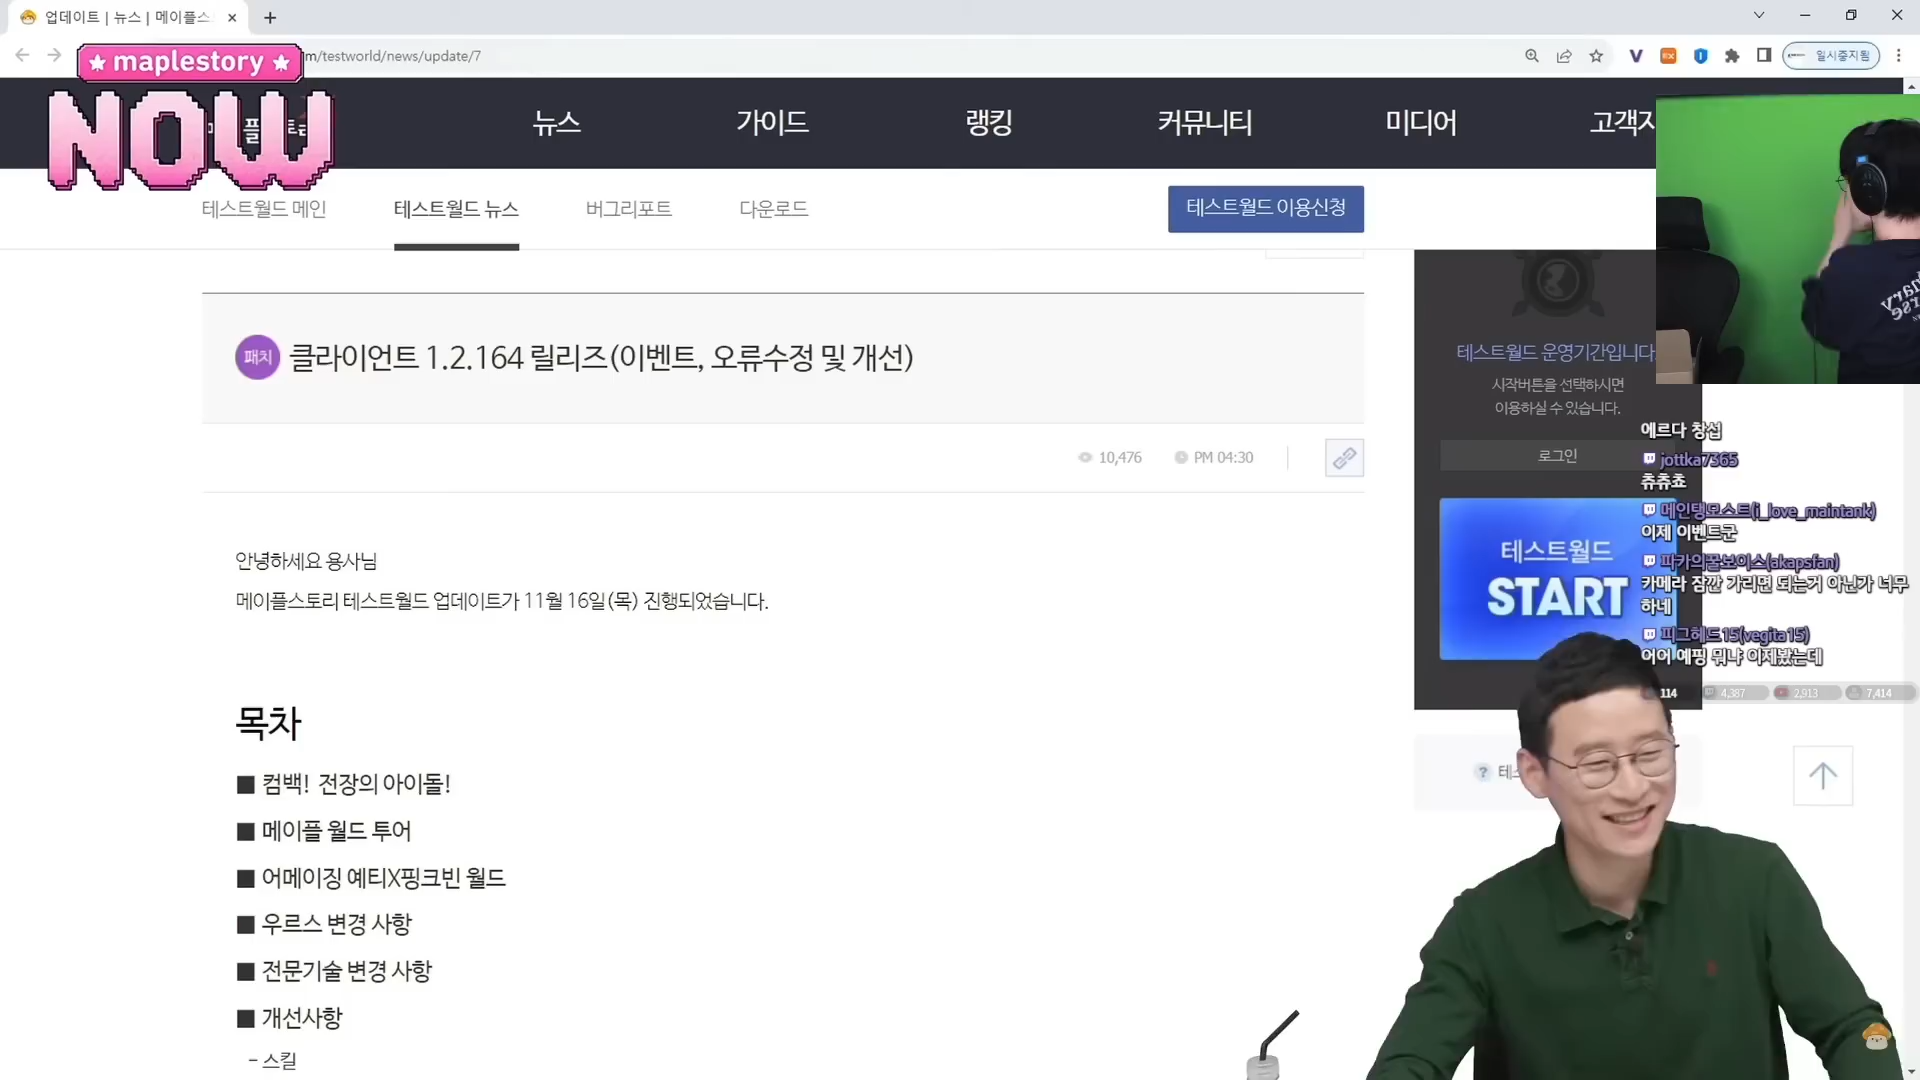 업데이트 | 뉴스 | 메이플스
m/testworld/news/update/7
일시중지됨
maplestory
NOW
뉴스
가이드
랭킹
커뮤니티
미디어
고객지
테스트월드 메인
테스트월드 뉴스
버그리포트
다운로드
테스트월드 이용신청
패치
클라이언트 1.2.164 릴리즈(이벤트, 오류수정 및 개선)
10,476
PM 04:30
안녕하세요 용사님
메이플스토리 테스트월드 업데이트가 11월 16일(목) 진행되었습니다.
목차
■ 컴백! 전장의 아이돌!
■ 메이플 월드 투어
■ 어메이징 예티X핑크빈 월드
■ 우르스 변경 사항
■ 전문기술 변경 사항
■ 개선사항
- 스킬
테스트월드 운영기간입니다.
시작버튼을 선택하시면
이용하실 수 있습니다.
로그인
테스트월드
START
? 테스
에르다 창섭
jottka7365
츄츄쵸
메인탱모스트(i_love_maintank)
이제 이벤트군
파카의꿀보이스(akapsfan)
카메라 잠깐 가리면 되는거 아닌가 너무
하네
피그헤드15(vegita15)
어어 예핑 뭐냐 이제봤는데
114
4,387
2,913
7,414